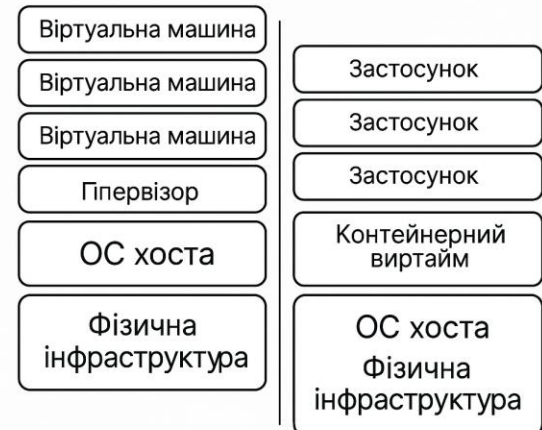 Віртуальна машина
Віртуальна машина
Віртуальна машина
Гіпервізор
ОС хоста
Фізична
інфраструктура
Застосунок
Застосунок
Застосунок
Контейнерний
виртайм
ОС хоста
Фізична
інфраструктура